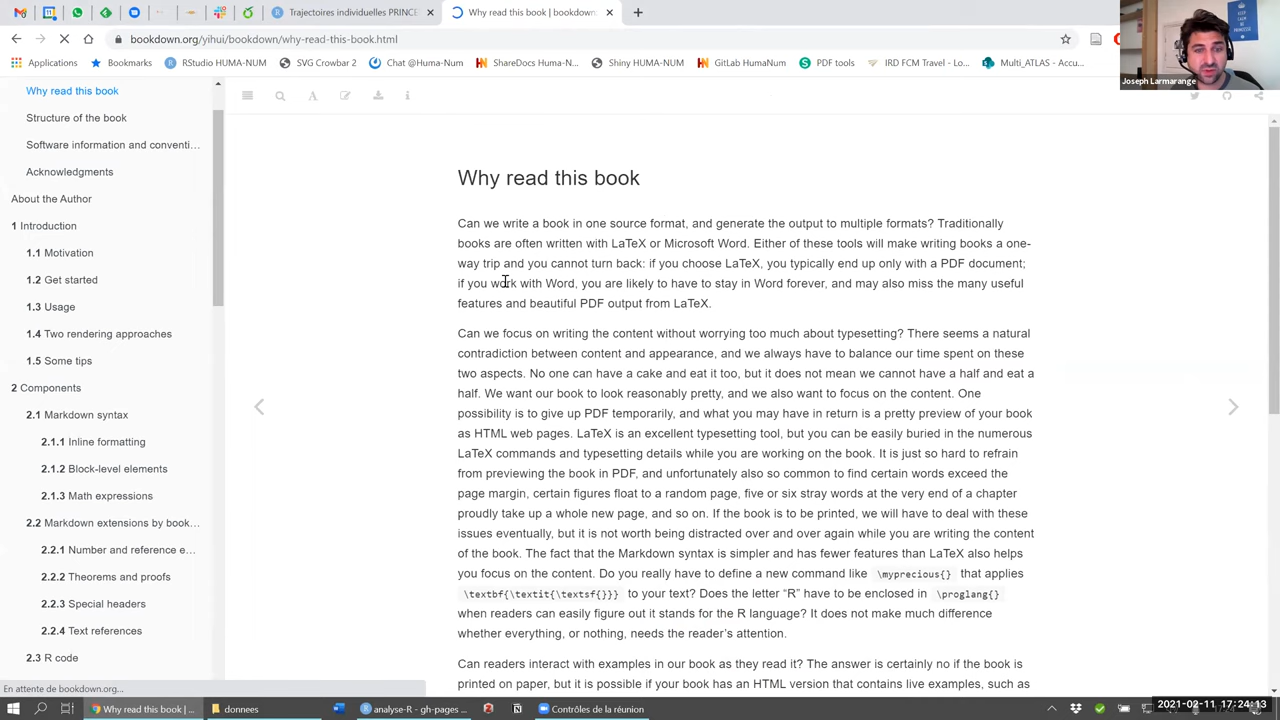 Trajectoires individuelles PRINCE
Why read this book | bookdown
bookdown.org/yihui/bookdown/why-read-this-book.html
Applications
Bookmarks
RStudio HUMA-NUM
SVG Crowbar 2
Chat @Huma-Num
ShareDocs Huma-N...
Shiny HUMA-NUM
GitLab HumaNum
PDF tools
IRD FCM Travel - Lo...
Multi_ATLAS - Accu...
KEEP CALM
Joseph Larmarange
Why read this book
Structure of the book
Software information and conventi...
Acknowledgments
About the Author
1 Introduction
1.1 Motivation
1.2 Get started
1.3 Usage
1.4 Two rendering approaches
1.5 Some tips
2 Components
2.1 Markdown syntax
2.1.1 Inline formatting
2.1.2 Block-level elements
2.1.3 Math expressions
2.2 Markdown extensions by book...
2.2.1 Number and reference e...
2.2.2 Theorems and proofs
2.2.3 Special headers
2.2.4 Text references
2.3 R code
En attente de bookdown.org...
Why read this book
Can we write a book in one source format, and generate the output to multiple formats? Traditionally
books are often written with LaTeX or Microsoft Word. Either of these tools will make writing books a one-
way trip and you cannot turn back: if you choose LaTeX, you typically end up only with a PDF document;
if you work with Word, you are likely to have to stay in Word forever, and may also miss the many useful
features and beautiful PDF output from LaTeX.
Can we focus on writing the content without worrying too much about typesetting? There seems a natural
contradiction between content and appearance, and we always have to balance our time spent on these
two aspects. No one can have a cake and eat it too, but it does not mean we cannot have a half and eat a
half. We want our book to look reasonably pretty, and we also want to focus on the content. One
possibility is to give up PDF temporarily, and what you may have in return is a pretty preview of your book
as HTML web pages. LaTeX is an excellent typesetting tool, but you can be easily buried in the numerous
LaTeX commands and typesetting details while you are working on the book. It is just so hard to refrain
from previewing the book in PDF, and unfortunately also so common to find certain words exceed the
page margin, certain figures float to a random page, five or six stray words at the very end of a chapter
proudly take up a whole new page, and so on. If the book is to be printed, we will have to deal with these
issues eventually, but it is not worth being distracted over and over again while you are writing the content
of the book. The fact that the Markdown syntax is simpler and has fewer features than LaTeX also helps
you focus on the content. Do you really have to define a new command like \myprecious{} that applies
\textbf{\textit{\textsf{}}} to your text? Does the letter “R” have to be enclosed in \proglang{}
when readers can easily figure out it stands for the R language? It does not make much difference
whether everything, or nothing, needs the reader’s attention.
Can readers interact with examples in our book as they read it? The answer is certainly no if the book is
printed on paper, but it is possible if your book has an HTML version that contains live examples, such as
Why read this book | ...
donnees
analyse-R - gh-pages ...
Contrôles de la réunion
2021-02-11 17:24:13